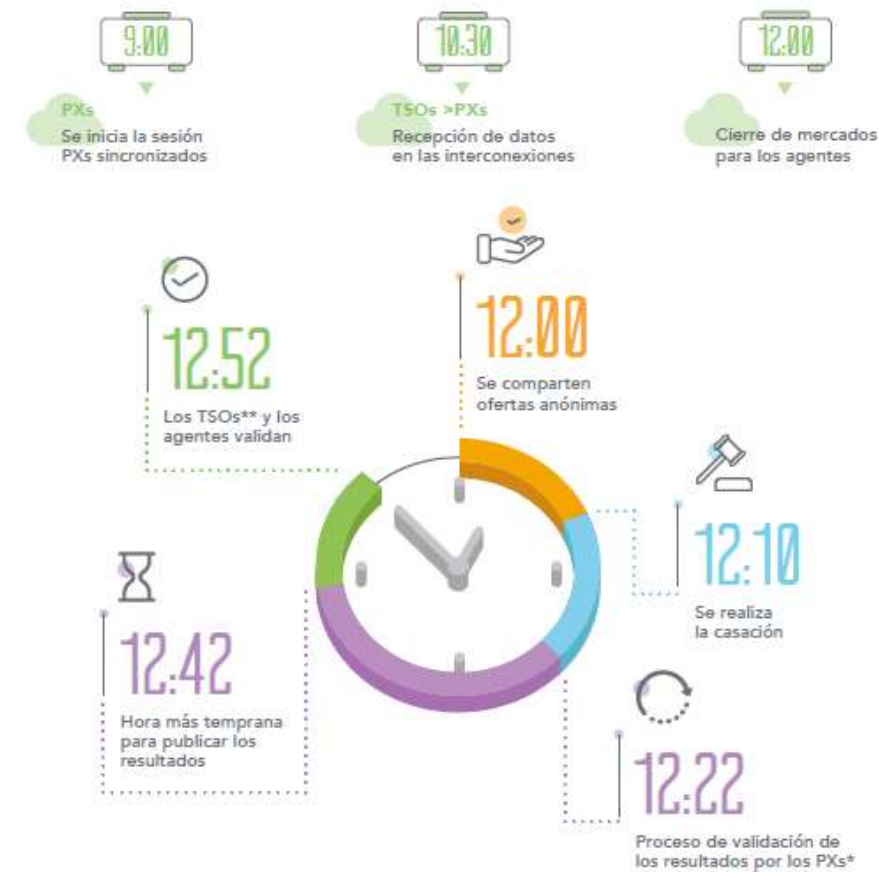 9:00
PXs
Se inicia la sesión
PXs sincronizados
10:30
TSOs >PXs
Recepción de datos
en las interconexiones
12:00
Cierre de mercados
para los agentes
12:00
Se comparten
ofertas anónimas
12:52
Los TSOs** y los
agentes validan
12:10
Se realiza
la casación
12:42
Hora más temprana
para publicar los
resultados
12:22
Proceso de validación de
los resultados por los PXs*